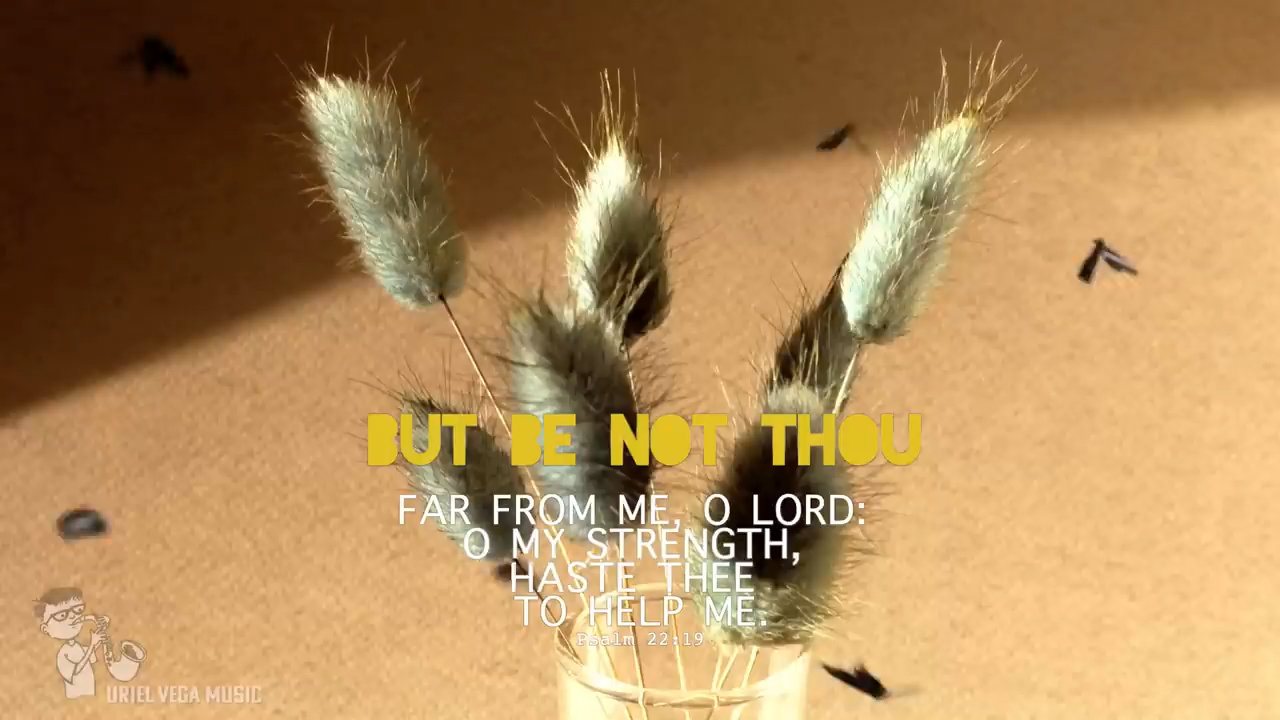 BUT BE NOT THOU
FAR FROM ME, O LORD:
O MY STRENGTH,
HASTE THEE
TO HELP ME.
Psalm 22:19
URIEL VEGA MUSIC